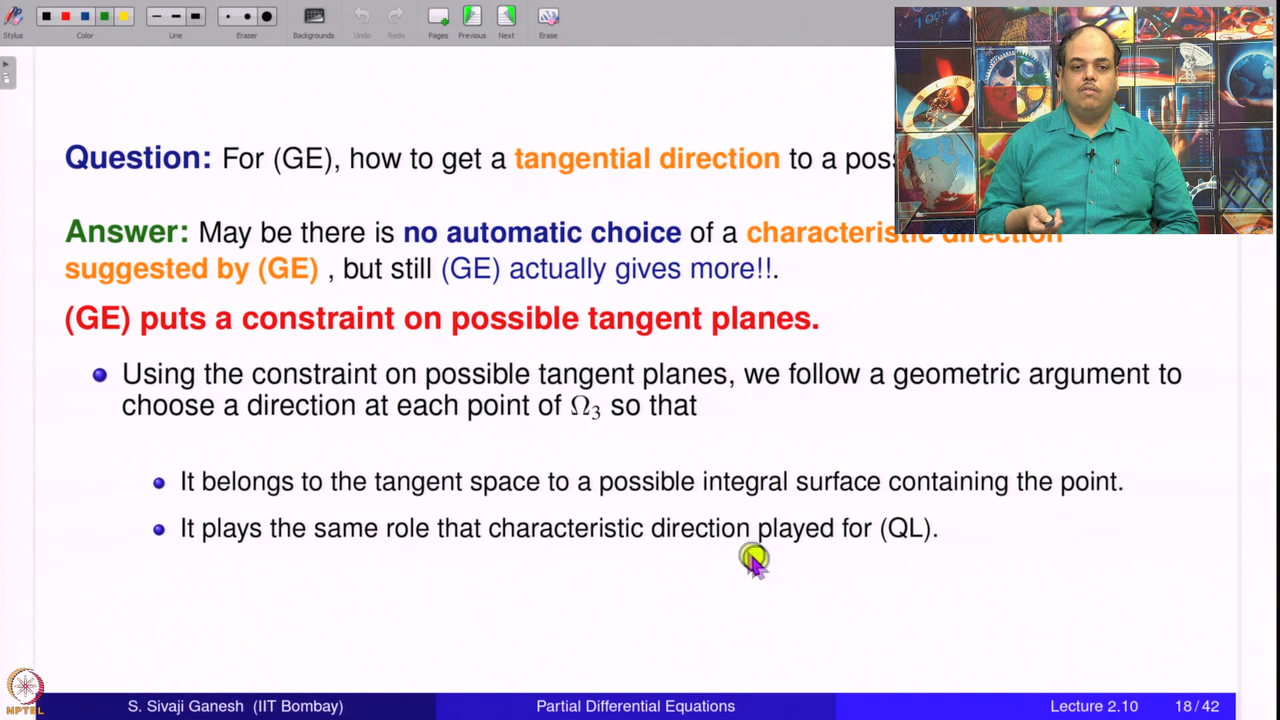 Stylus
Color
Line
Eraser
Backgrounds
Undo
Redo
Pages
Previous
Next
Erase
Question: For (GE), how to get a tangential direction to a poss
Answer: May be there is no automatic choice of a characteristic direction
suggested by (GE) , but still (GE) actually gives more!!.
(GE) puts a constraint on possible tangent planes.
Using the constraint on possible tangent planes, we follow a geometric argument to
choose a direction at each point of Ω₃ so that
It belongs to the tangent space to a possible integral surface containing the point.
It plays the same role that characteristic direction played for (QL).
NPTEL
S. Sivaji Ganesh (IIT Bombay)
Partial Differential Equations
Lecture 2.10
18 / 42